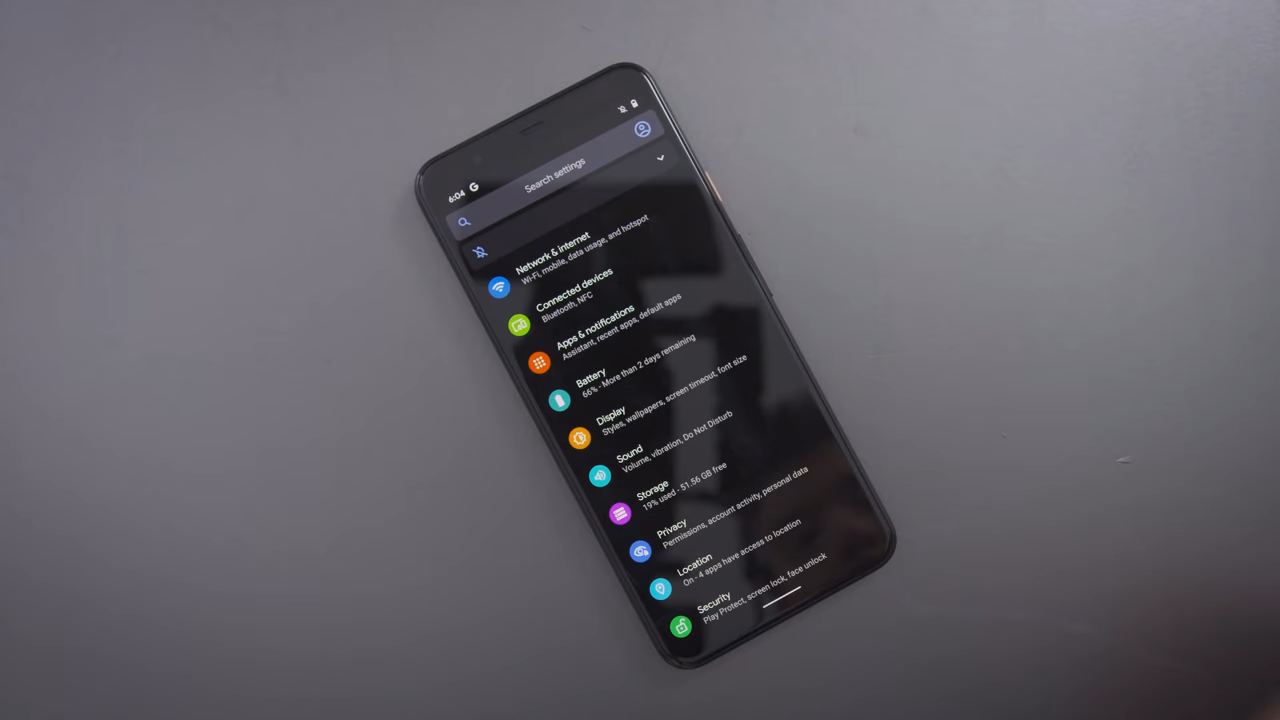 6:04 G
Search settings
Network & internet
Wi-Fi, mobile, data usage, and hotspot
Connected devices
Bluetooth, NFC
Apps & notifications
Assistant, recent apps, default apps
Battery
66% - More than 2 days remaining
Display
Styles, wallpapers, screen timeout, font size
Sound
Volume, vibration, Do Not Disturb
Storage
19% used - 51.56 GB free
Privacy
Permissions, account activity, personal data
Location
On - 4 apps have access to location
Security
Play Protect, screen lock, face unlock